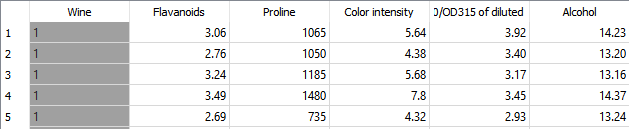 Wine Flavanoids Proline Color intensity 0/OD315 of diluted Alcohol
1 1 3.06 1065 5.64 3.92 14.23
2 1 2.76 1050 4.38 3.40 13.20
3 1 3.24 1185 5.68 3.17 13.16
4 1 3.49 1480 7.8 3.45 14.37
5 1 2.69 735 4.32 2.93 13.24